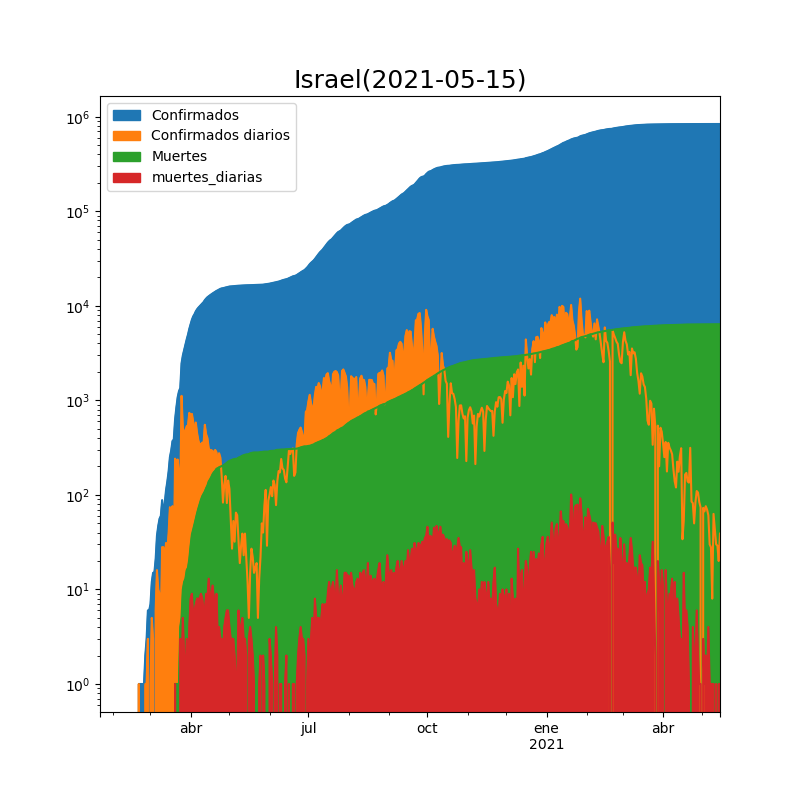 Israel(2021-05-15)
Confirmados
Confirmados diarios
Muertes
muertes_diarias
10^6
10^5
10^4
10^3
10^2
10^1
10^0
abr jul oct ene abr
2021